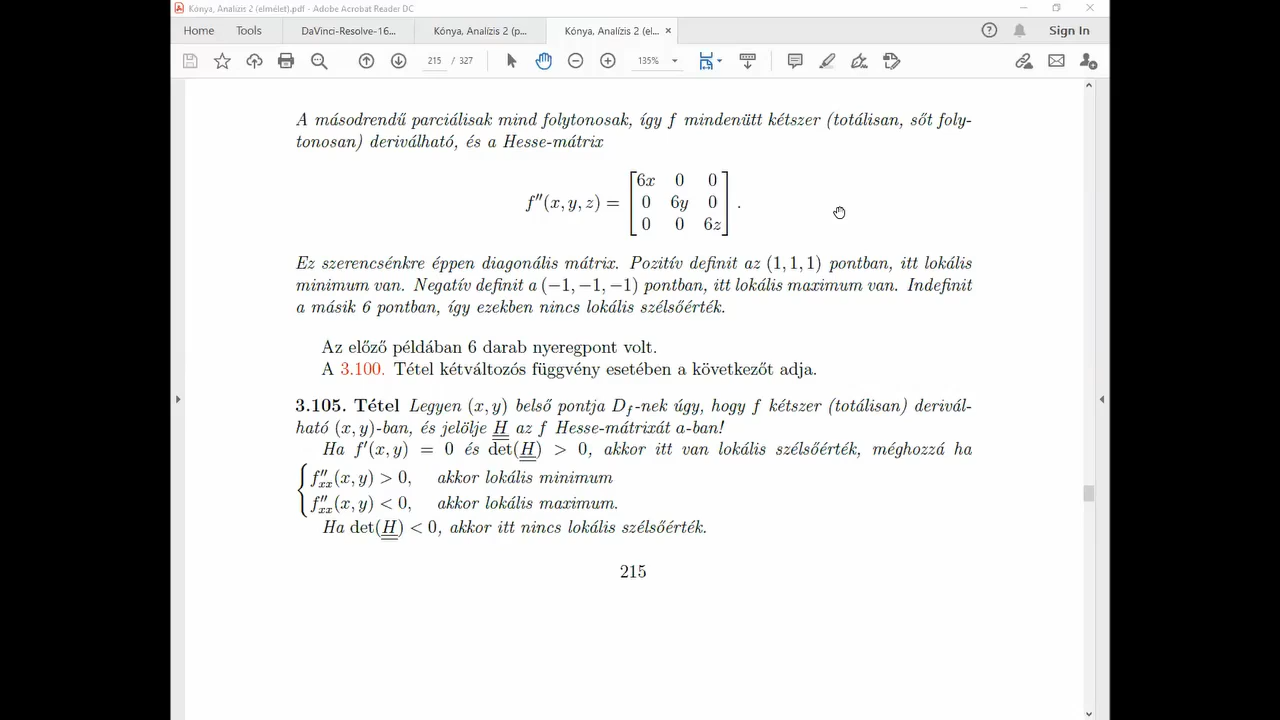 Kónya, Analízis 2 (elmélet).pdf - Adobe Acrobat Reader DC
Home Tools DaVinci-Resolve-16... Kónya, Analízis 2 (p... Kónya, Analízis 2 (el... × Sign In
215 / 327 135%
A másodrendű parciálisak mind folytonosak, így f mindenütt kétszer (totálisan, sőt foly-
tonosan) deriválható, és a Hesse-mátrix
6x 0 0
f″(x, y, z) = 0 6y 0 .
0 0 6z
Ez szerencsénkre éppen diagonális mátrix. Pozitív definit az (1, 1, 1) pontban, itt lokális
minimum van. Negatív definit a (−1, −1, −1) pontban, itt lokális maximum van. Indefinit
a másik 6 pontban, így ezekben nincs lokális szélsőérték.
Az előző példában 6 darab nyeregpont volt.
A 3.100. Tétel kétváltozós függvény esetében a következőt adja.
3.105. Tétel Legyen (x, y) belső pontja D_f-nek úgy, hogy f kétszer (totálisan) derivál-
ható (x, y)-ban, és jelölje H az f Hesse-mátrixát a-ban!
Ha f′(x, y) = 0 és det(H) > 0, akkor itt van lokális szélsőérték, méghozzá ha
f″xx(x, y) > 0, akkor lokális minimum
f″xx(x, y) < 0, akkor lokális maximum.
Ha det(H) < 0, akkor itt nincs lokális szélsőérték.
215